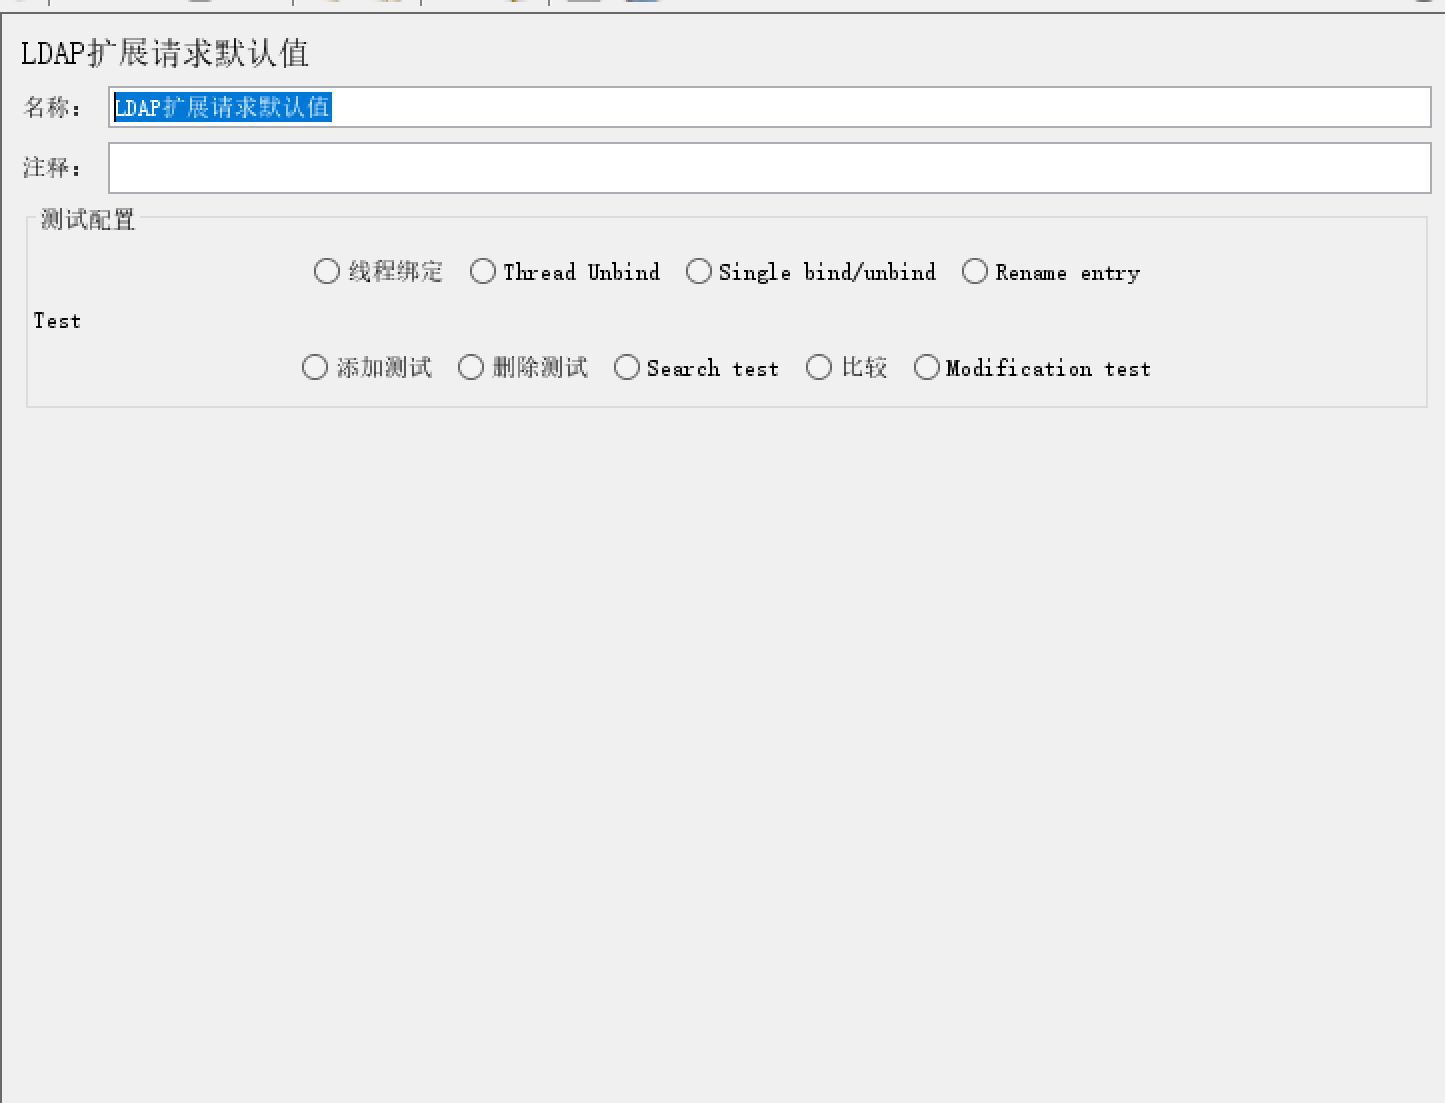 LDAP扩展请求默认值
名称： LDAP扩展请求默认值
注释：
测试配置
线程绑定 Thread Unbind Single bind/unbind Rename entry
Test
添加测试 删除测试 Search test 比较 Modification test